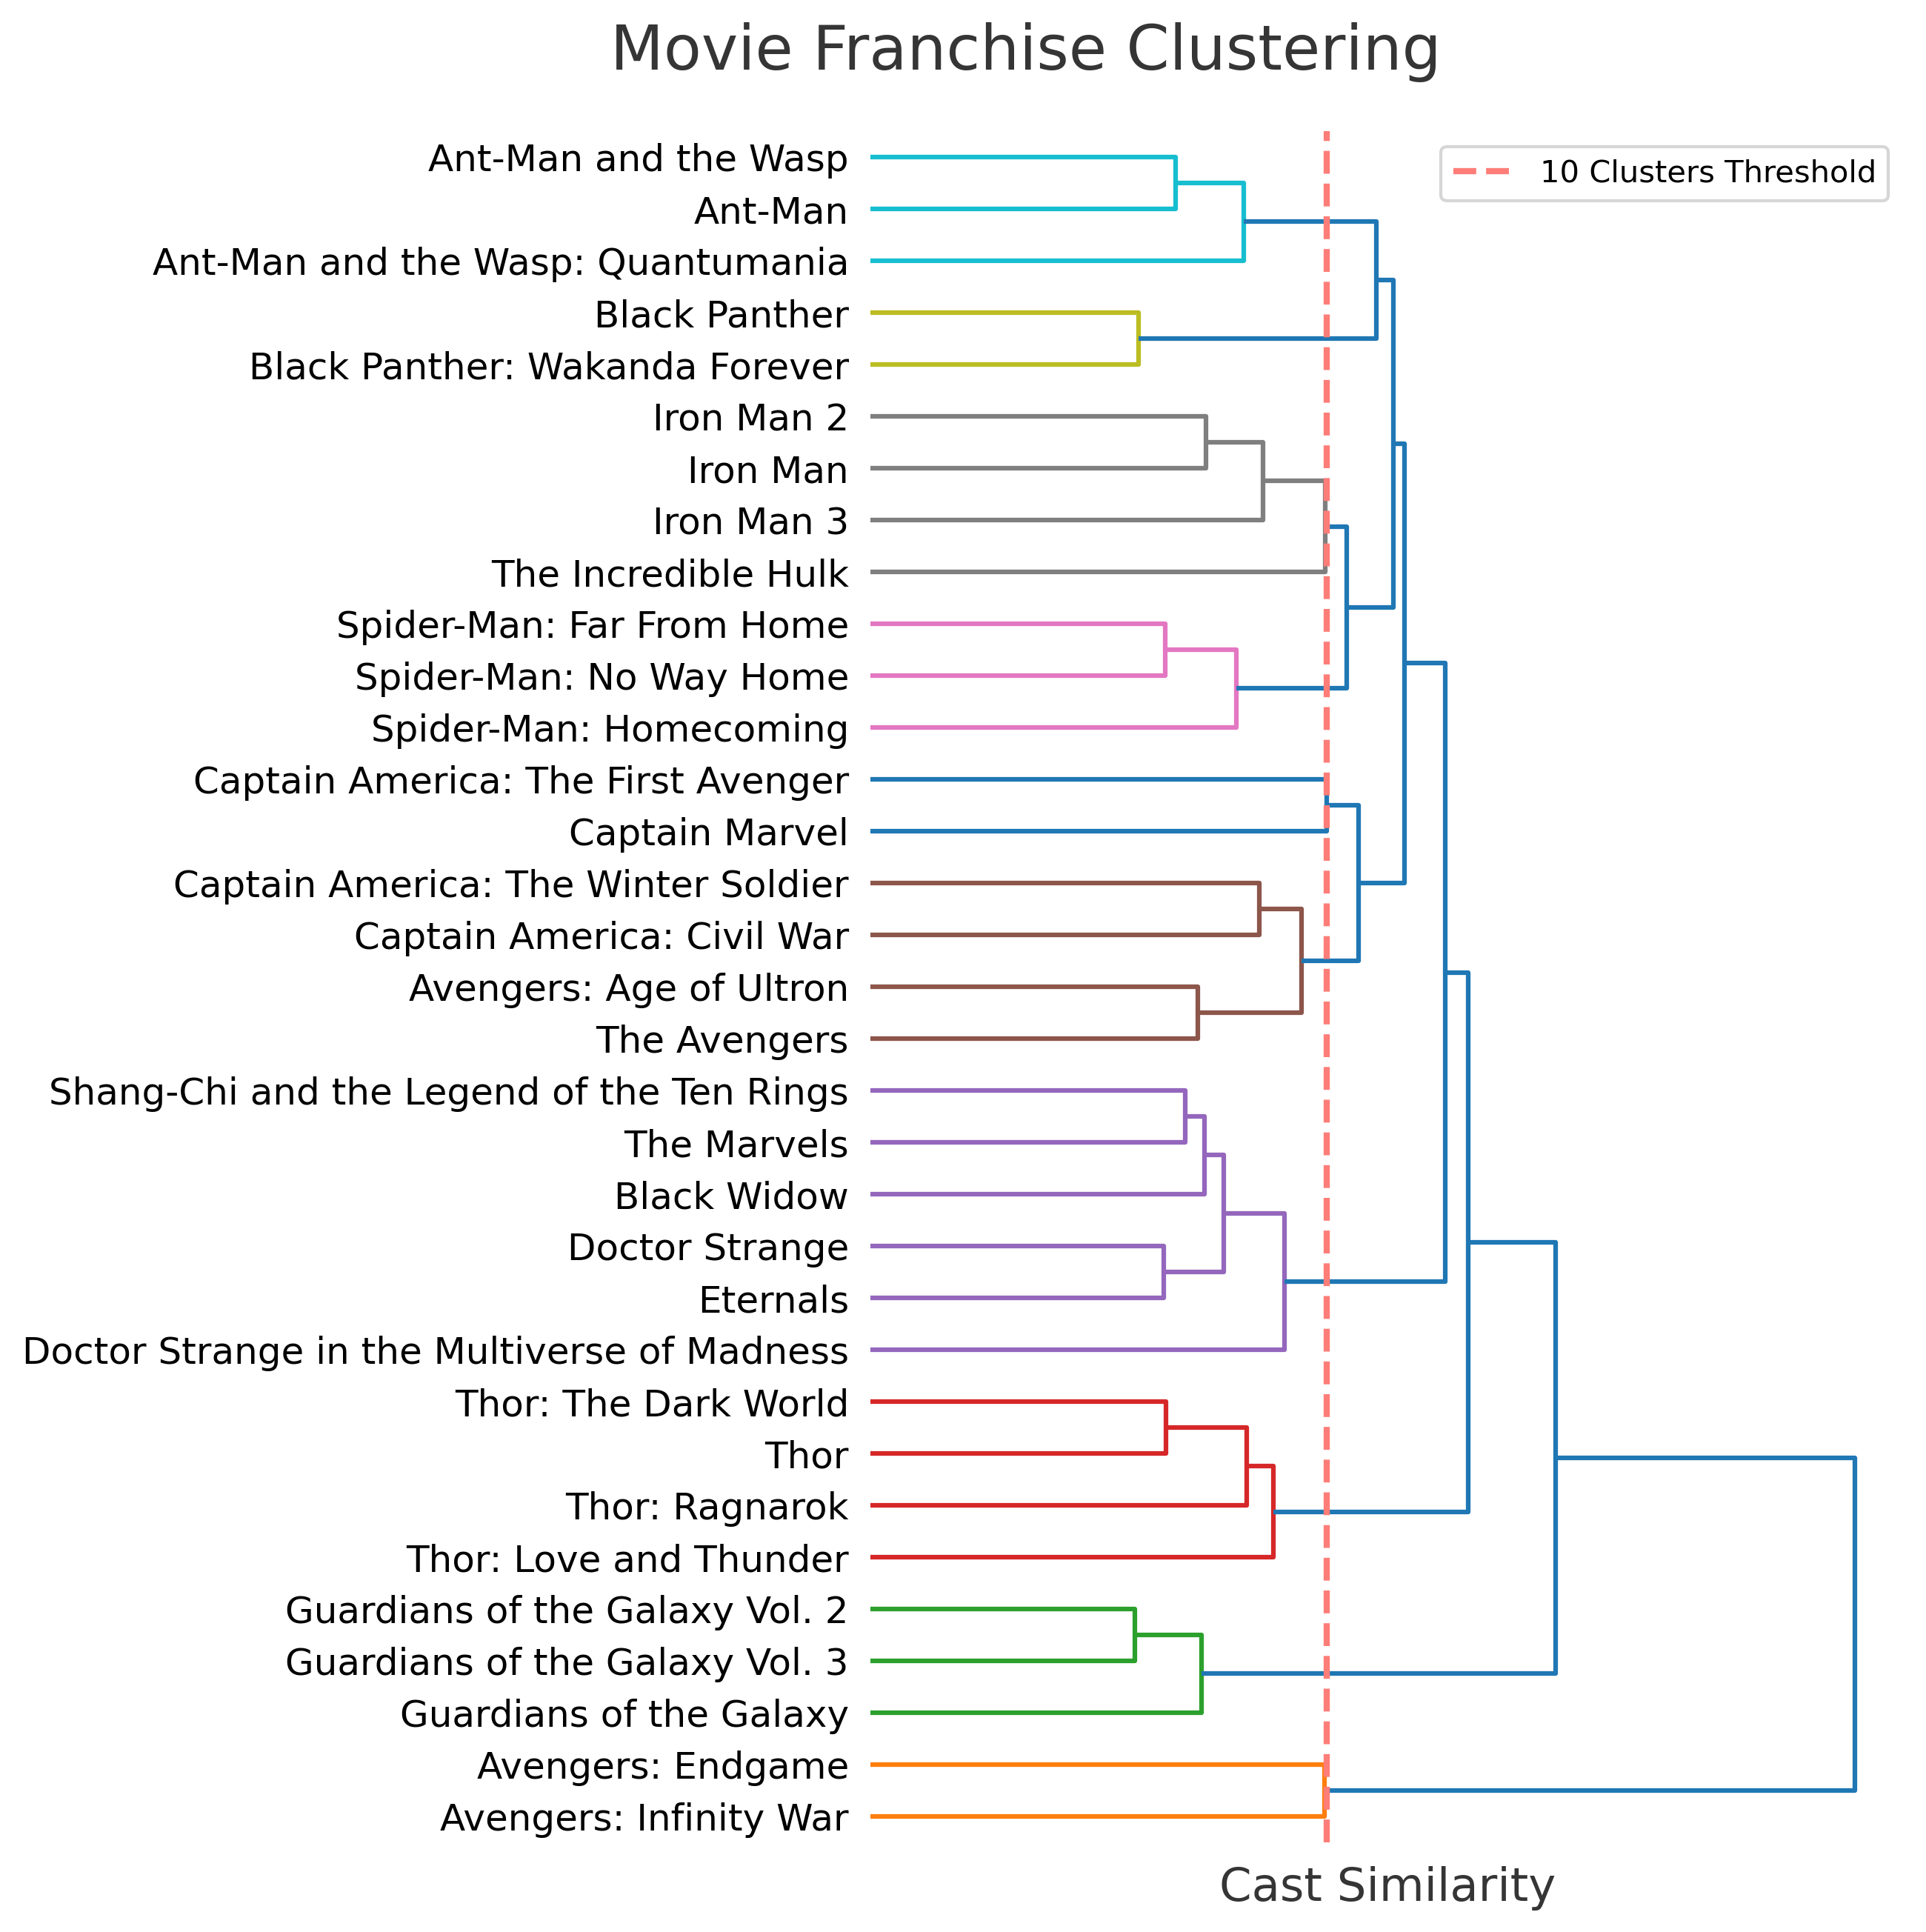 Movie Franchise Clustering
10 Clusters Threshold
Ant-Man and the Wasp
Ant-Man
Ant-Man and the Wasp: Quantumania
Black Panther
Black Panther: Wakanda Forever
Iron Man 2
Iron Man
Iron Man 3
The Incredible Hulk
Spider-Man: Far From Home
Spider-Man: No Way Home
Spider-Man: Homecoming
Captain America: The First Avenger
Captain Marvel
Captain America: The Winter Soldier
Captain America: Civil War
Avengers: Age of Ultron
The Avengers
Shang-Chi and the Legend of the Ten Rings
The Marvels
Black Widow
Doctor Strange
Eternals
Doctor Strange in the Multiverse of Madness
Thor: The Dark World
Thor
Thor: Ragnarok
Thor: Love and Thunder
Guardians of the Galaxy Vol. 2
Guardians of the Galaxy Vol. 3
Guardians of the Galaxy
Avengers: Endgame
Avengers: Infinity War
Cast Similarity